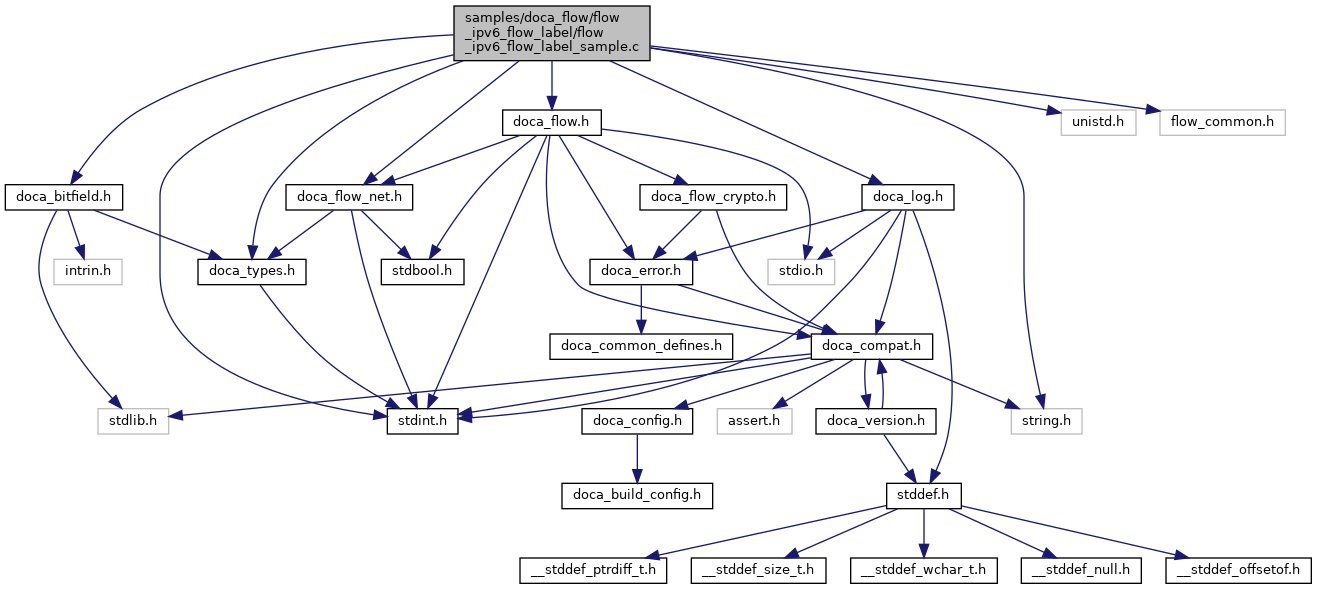 samples/doca_flow/flow
_ipv6_flow_label/flow
_ipv6_flow_label_sample.c
doca_flow.h
unistd.h
flow_common.h
doca_bitfield.h
doca_flow_net.h
doca_flow_crypto.h
doca_log.h
intrin.h
doca_types.h
stdbool.h
doca_error.h
stdio.h
doca_common_defines.h
doca_compat.h
stdlib.h
stdint.h
doca_config.h
assert.h
doca_version.h
string.h
doca_build_config.h
stddef.h
__stddef_ptrdiff_t.h
__stddef_size_t.h
__stddef_wchar_t.h
__stddef_null.h
__stddef_offsetof.h